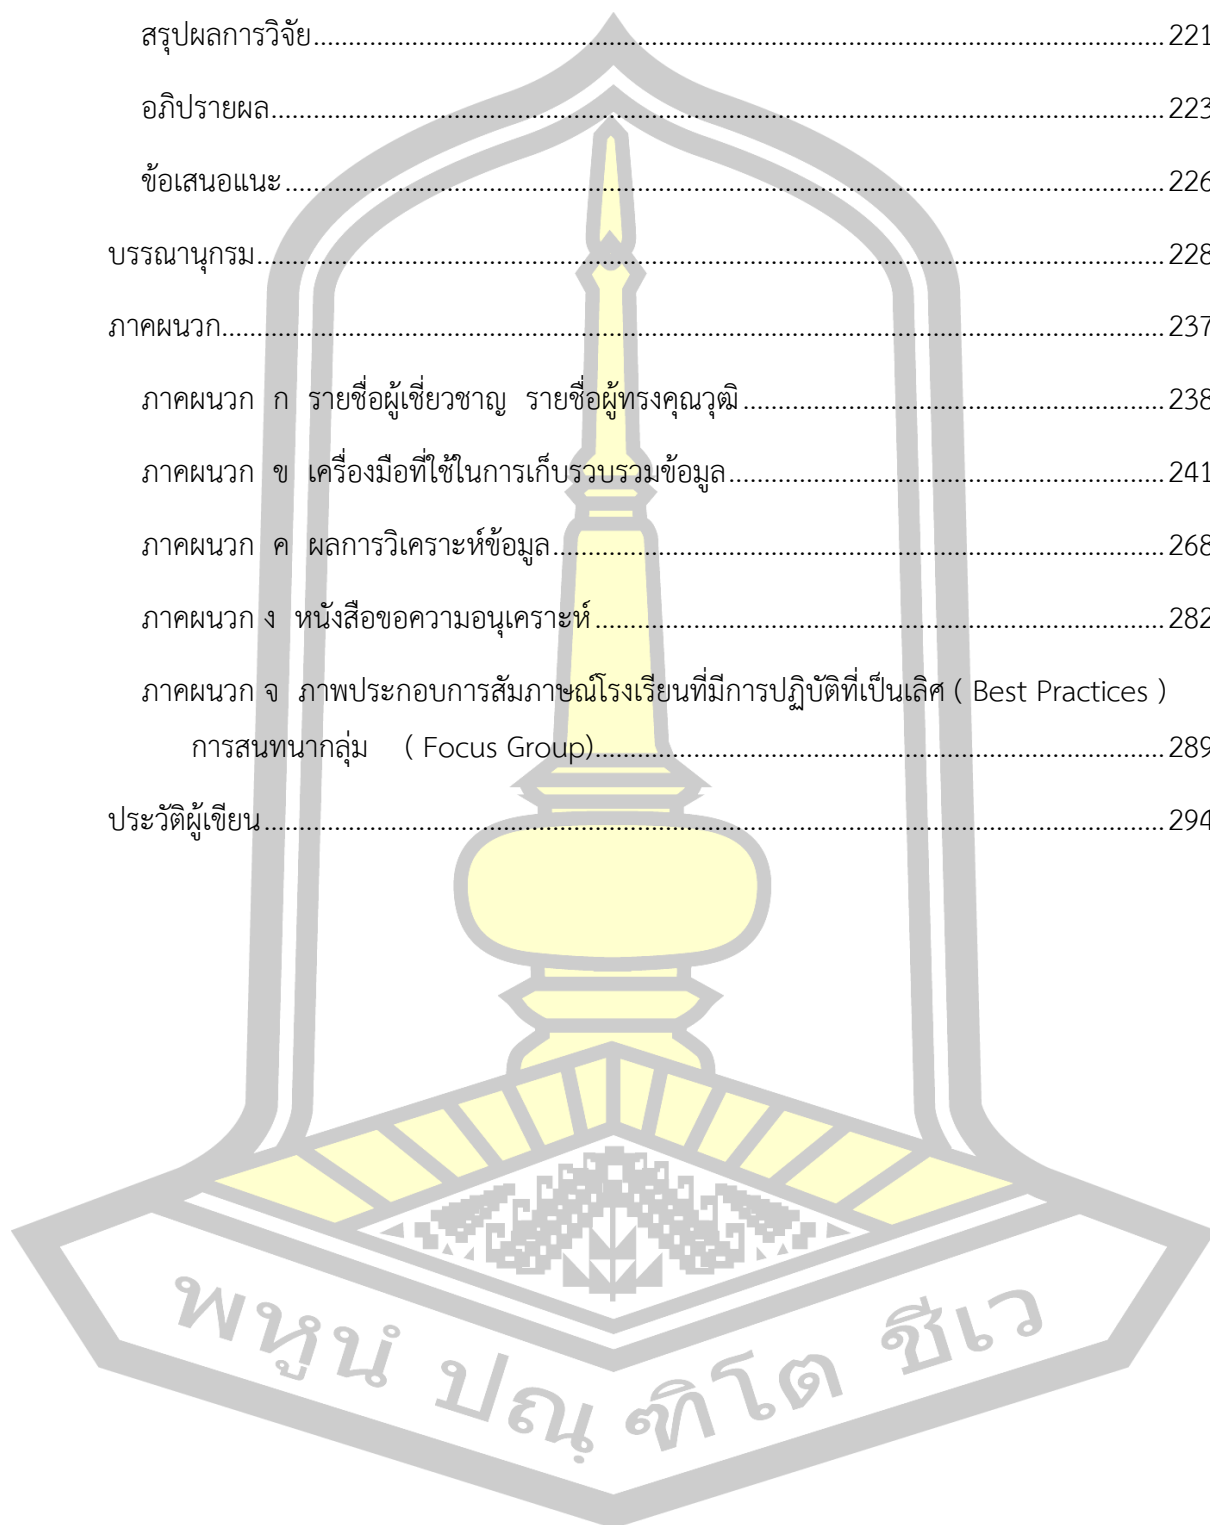 สรุปผลการวิจัย.......................................................................................................... 221
อภิปรายผล.......................................................................................................... 223
ข้อเสนอแนะ.......................................................................................................... 226
บรรณานุกรม.......................................................................................................... 228
ภาคผนวก.......................................................................................................... 237
ภาคผนวก ก รายชื่อผู้เชี่ยวชาญ รายชื่อผู้ทรงคุณวุฒิ.................................................... 238
ภาคผนวก ข เครื่องมือที่ใช้ในการเก็บรวบรวมข้อมูล.................................................... 241
ภาคผนวก ค ผลการวิเคราะห์ข้อมูล.......................................................................... 268
ภาคผนวก ง หนังสือขอความอนุเคราะห์..................................................................... 282
ภาคผนวก จ ภาพประกอบการสัมภาษณ์โรงเรียนที่มีการปฏิบัติที่เป็นเลิศ ( Best Practices )
การสนทนากลุ่ม ( Focus Group)..................................................................... 289
ประวัติผู้เขียน.......................................................................................................... 294
พหูนํ ปณฺฑิโต ชีเว